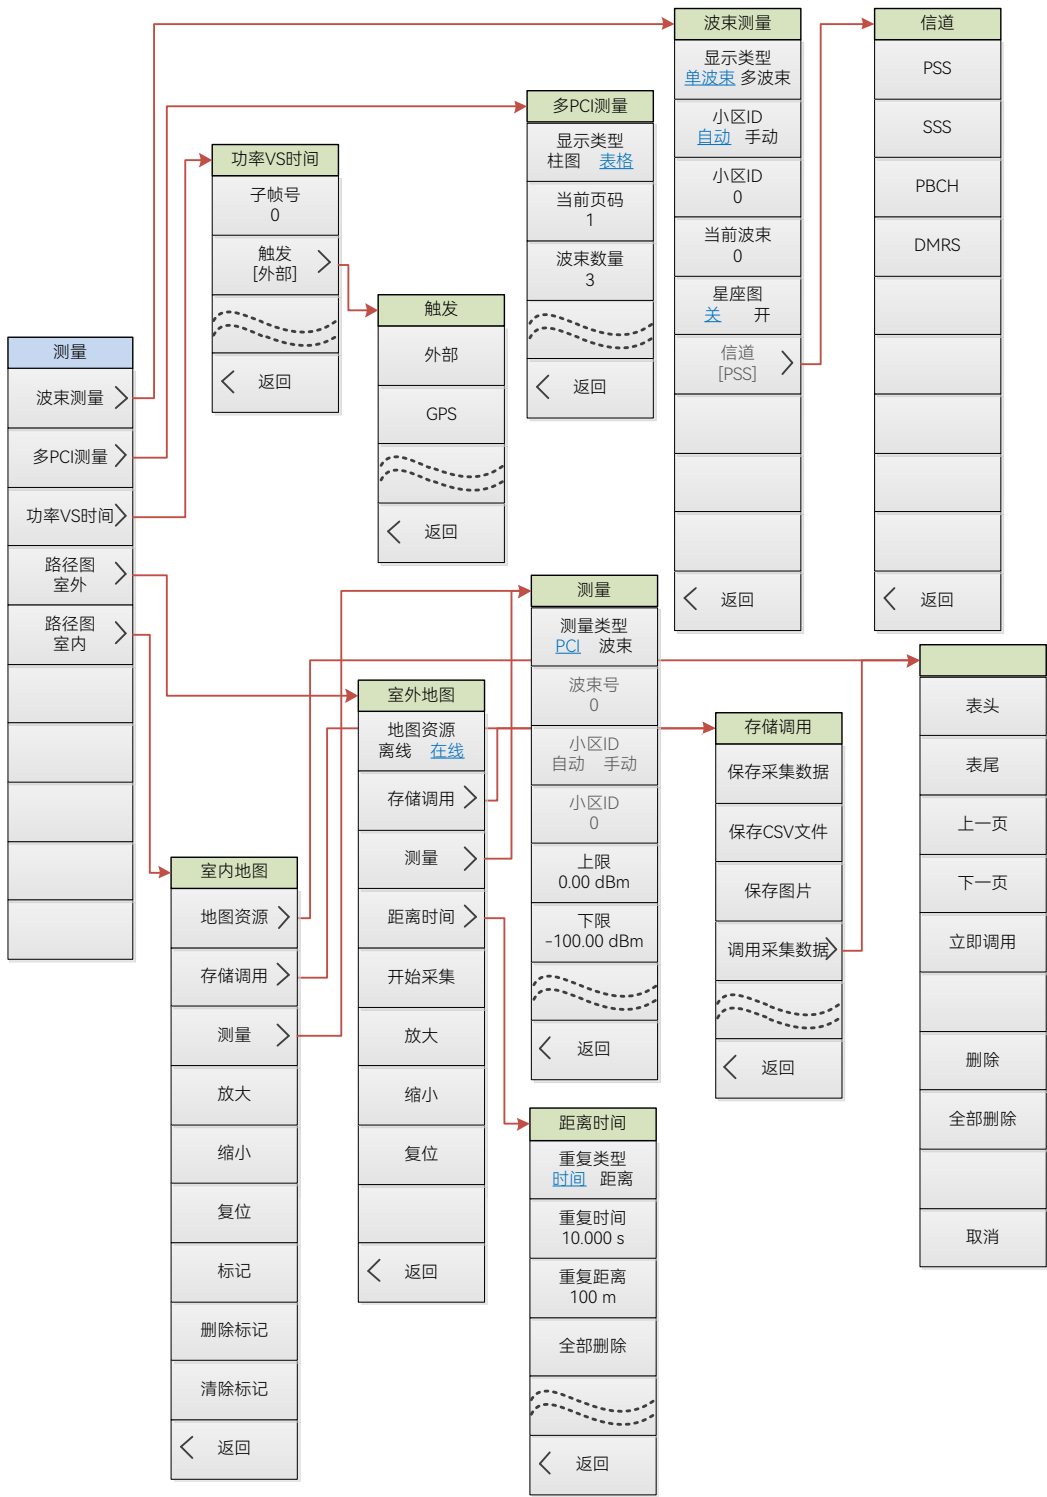 测量
波束测量
多PCI测量
功率VS时间
路径图
室外
路径图
室内
功率VS时间
子帧号
0
触发
[外部]
返回
触发
外部
GPS
返回
多PCI测量
显示类型
柱图 表格
当前页码
1
波束数量
3
返回
波束测量
显示类型
单波束 多波束
小区ID
自动 手动
小区ID
0
当前波束
0
星座图
关 开
信道
[PSS]
返回
信道
PSS
SSS
PBCH
DMRS
返回
室内地图
地图资源
存储调用
测量
放大
缩小
复位
标记
删除标记
清除标记
返回
室外地图
地图资源
离线 在线
存储调用
测量
距离时间
开始采集
放大
缩小
复位
返回
测量
测量类型
PCI 波束
波束号
0
小区ID
自动 手动
小区ID
0
上限
0.00 dBm
下限
-100.00 dBm
返回
距离时间
重复类型
时间 距离
重复时间
10.000 s
重复距离
100 m
全部删除
返回
存储调用
保存采集数据
保存CSV文件
保存图片
调用采集数据
返回
表头
表尾
上一页
下一页
立即调用
删除
全部删除
取消